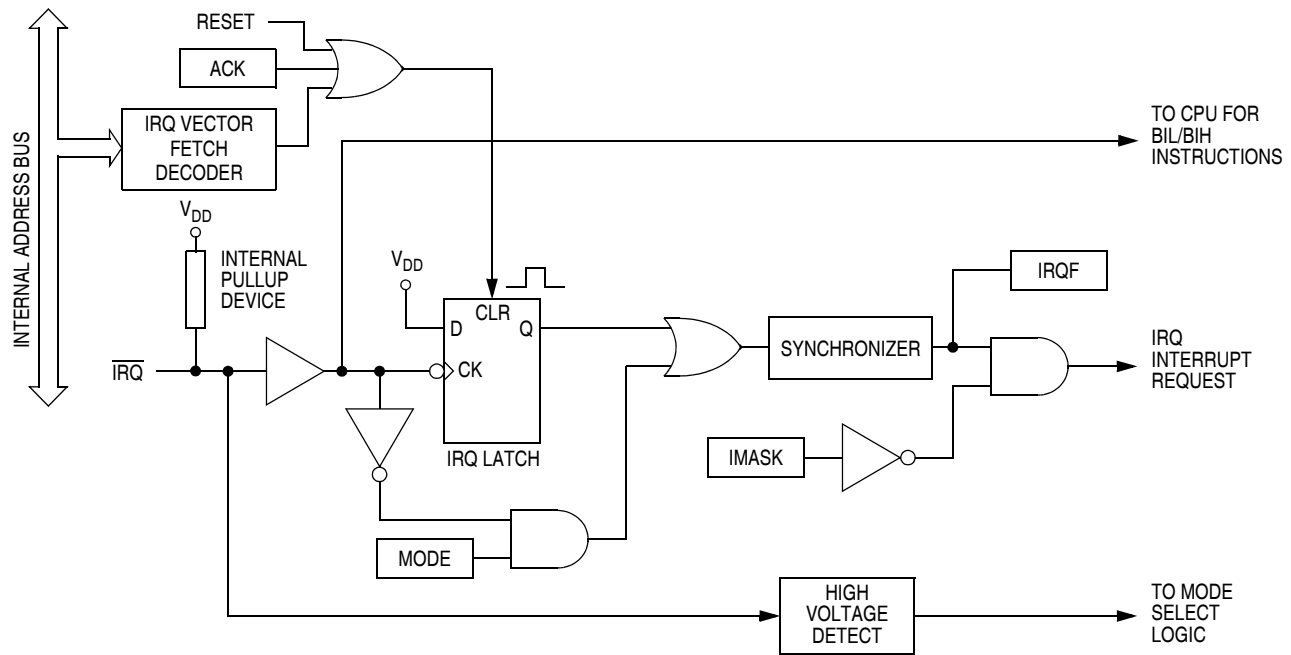 RESET
ACK
INTERNAL ADDRESS BUS
IRQ VECTOR
FETCH
DECODER
TO CPU FOR
BIL/BIH
INSTRUCTIONS
VDD
INTERNAL
PULLUP
DEVICE
VDD
CLR
D
Q
CK
IRQ LATCH
IRQ
SYNCHRONIZER
IRQF
IRQ
INTERRUPT
REQUEST
IMASK
MODE
HIGH
VOLTAGE
DETECT
TO MODE
SELECT
LOGIC